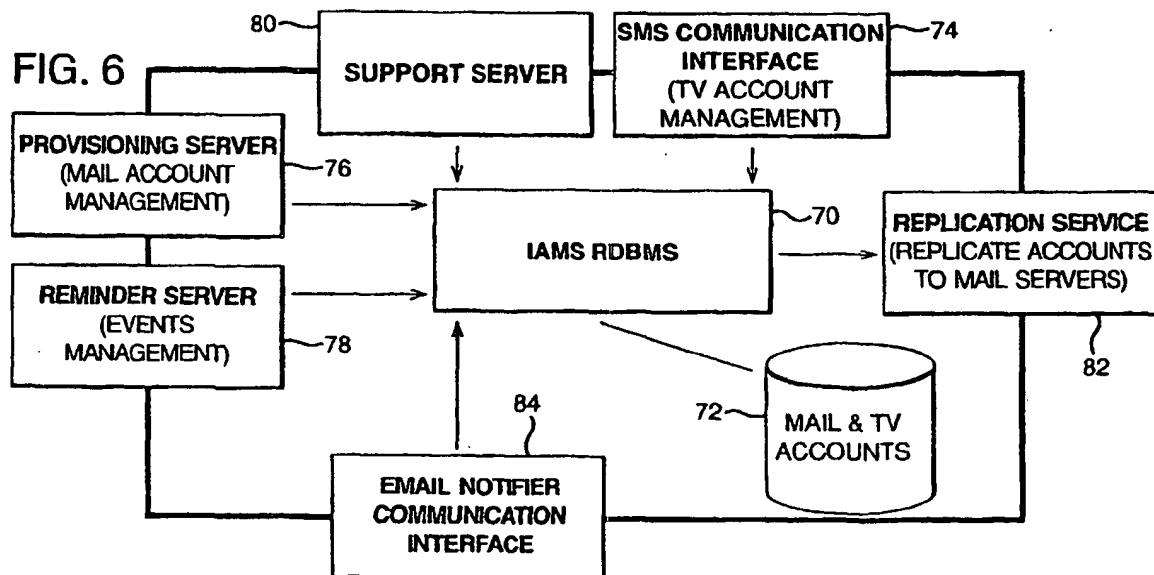 FIG. 6
80
SUPPORT SERVER
SMS COMMUNICATION
INTERFACE
(TV ACCOUNT
MANAGEMENT)
74
PROVISIONING SERVER
(MAIL ACCOUNT
MANAGEMENT)
76
IAMS RDBMS
70
REPLICATION SERVICE
(REPLICATE ACCOUNTS
TO MAIL SERVERS)
82
REMINDER SERVER
(EVENTS
MANAGEMENT)
78
72
MAIL & TV
ACCOUNTS
84
EMAIL NOTIFIER
COMMUNICATION
INTERFACE